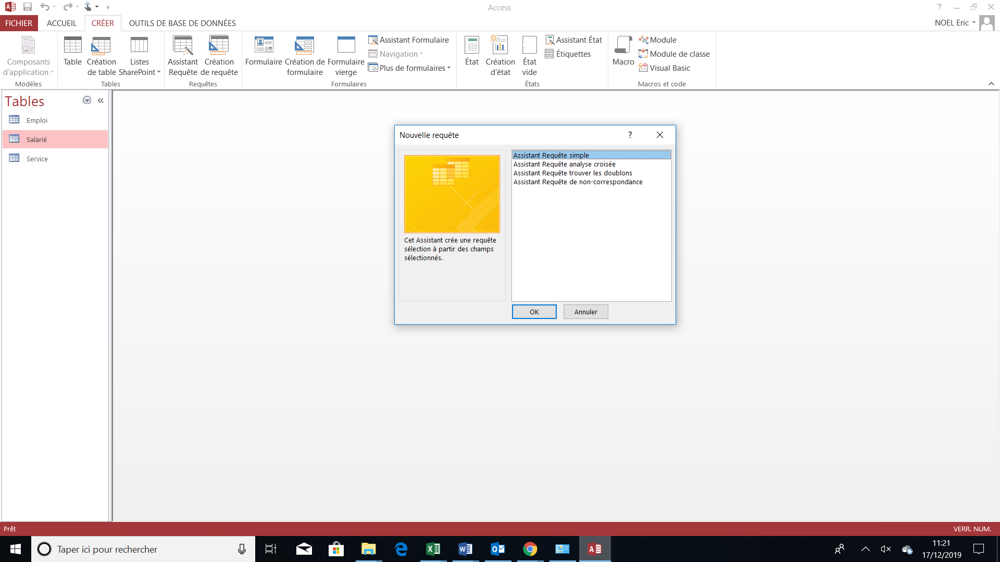 Access
FICHIER ACCUEIL CRÉER OUTILS DE BASE DE DONNÉES
NOEL Eric
Composants d'application
Table
Création de table
Listes SharePoint
Assistant Requête
Création de requête
Formulaire
Création de formulaire
Formulaire vierge
Assistant Formulaire
Navigation
Plus de formulaires
État
Création d'état
État vide
Assistant État
Étiquettes
Macro
Module
Module de classe
Visual Basic
Modèles Tables Requêtes Formulaires États Macros et code
Tables
Emploi
Salarié
Service
Nouvelle requête
?
Cet Assistant crée une requête
sélection à partir des champs
sélectionnés.
Assistant Requête simple
Assistant Requête analyse croisée
Assistant Requête trouver les doublons
Assistant Requête de non-correspondance
OK Annuler
Prêt
VERR. NUM.
Taper ici pour rechercher
11:21
17/12/2019